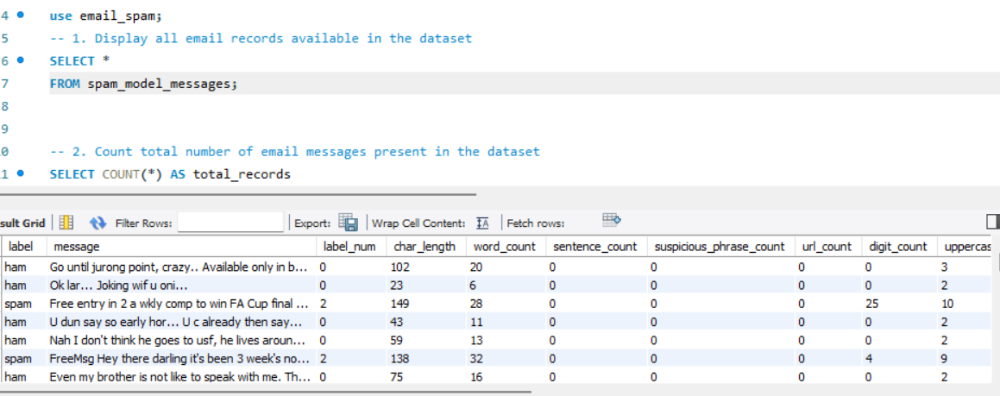 4 use email_spam;
5 -- 1. Display all email records available in the dataset
6 SELECT *
7 FROM spam_model_messages;
8
9
0 -- 2. Count total number of email messages present in the dataset
1 SELECT COUNT(*) AS total_records
sult Grid Filter Rows: Export: Wrap Cell Content: IA Fetch rows:
label message label_num char_length word_count sentence_count suspicious_phrase_count url_count digit_count uppercas
ham Go until jurong point, crazy.. Available only in b... 0 102 20 0 0 0 0 3
ham Ok lar... Joking wif u oni... 0 23 6 0 0 0 0 2
spam Free entry in 2 a wkly comp to win FA Cup final ... 2 149 28 0 0 0 25 10
ham U dun say so early hor... U c already then say... 0 43 11 0 0 0 0 2
ham Nah I don't think he goes to usf, he lives aroun... 0 59 13 0 0 0 0 2
spam FreeMsg Hey there darling it's been 3 week's no... 2 138 32 0 0 0 4 9
ham Even my brother is not like to speak with me. Th... 0 75 16 0 0 0 0 2